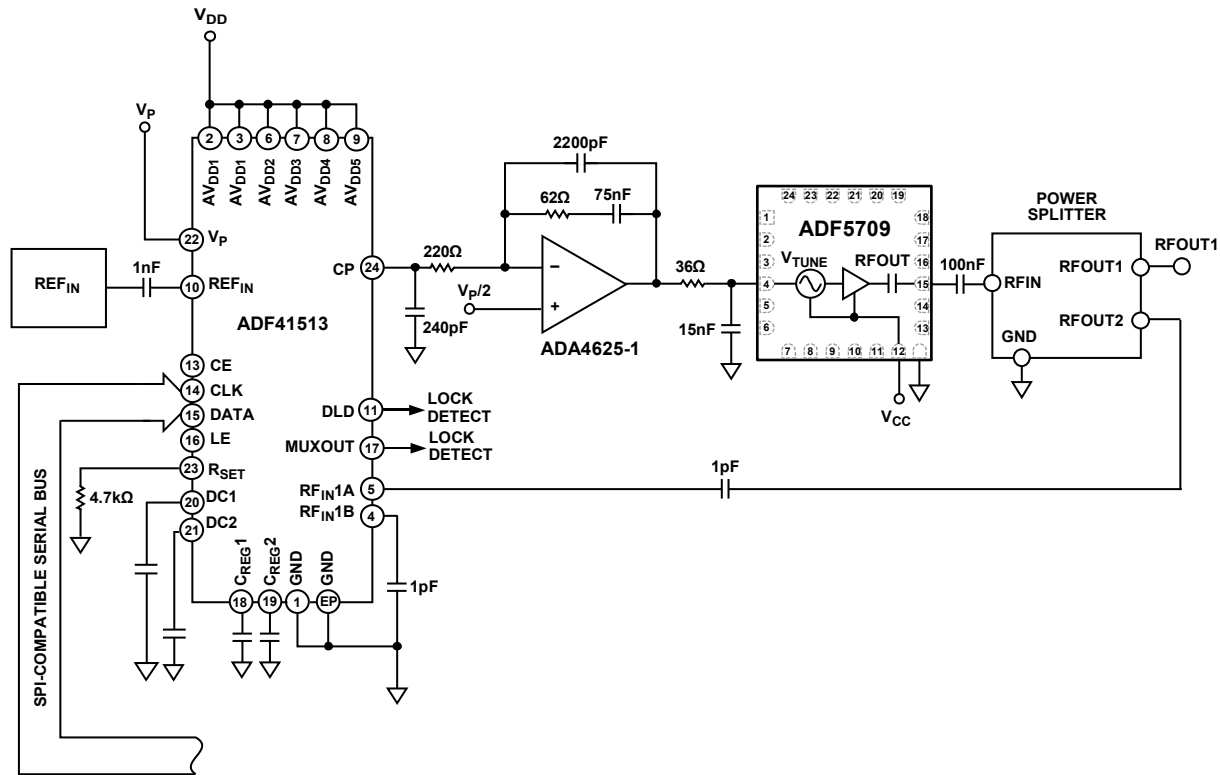 VDD
VP
2 3 6 7 8 9
AVDD1 AVDD1 AVDD2 AVDD3 AVDD4 AVDD5
22 VP
REFIN
1nF
10 REFIN
ADF41513
CP 24
220Ω
240pF
2200pF
62Ω
75nF
−
+
VP/2
ADA4625-1
36Ω
15nF
24 23 22 21 20 19
1
2
3
4
5
6
ADF5709
VTUNE
RFOUT
18
17
16
15
14
13
7 8 9 10 11 12
VCC
100nF
POWER
SPLITTER
RFIN
RFOUT1
RFOUT1
RFOUT2
GND
13 CE
14 CLK
15 DATA
16 LE
23 RSET
4.7kΩ
20 DC1
21 DC2
DLD 11
LOCK
DETECT
MUXOUT 17
LOCK
DETECT
RFIN1A 5
RFIN1B 4
1pF
1pF
CREG1 CREG2 GND GND
18 19 1 EP
SPI-COMPATIBLE SERIAL BUS